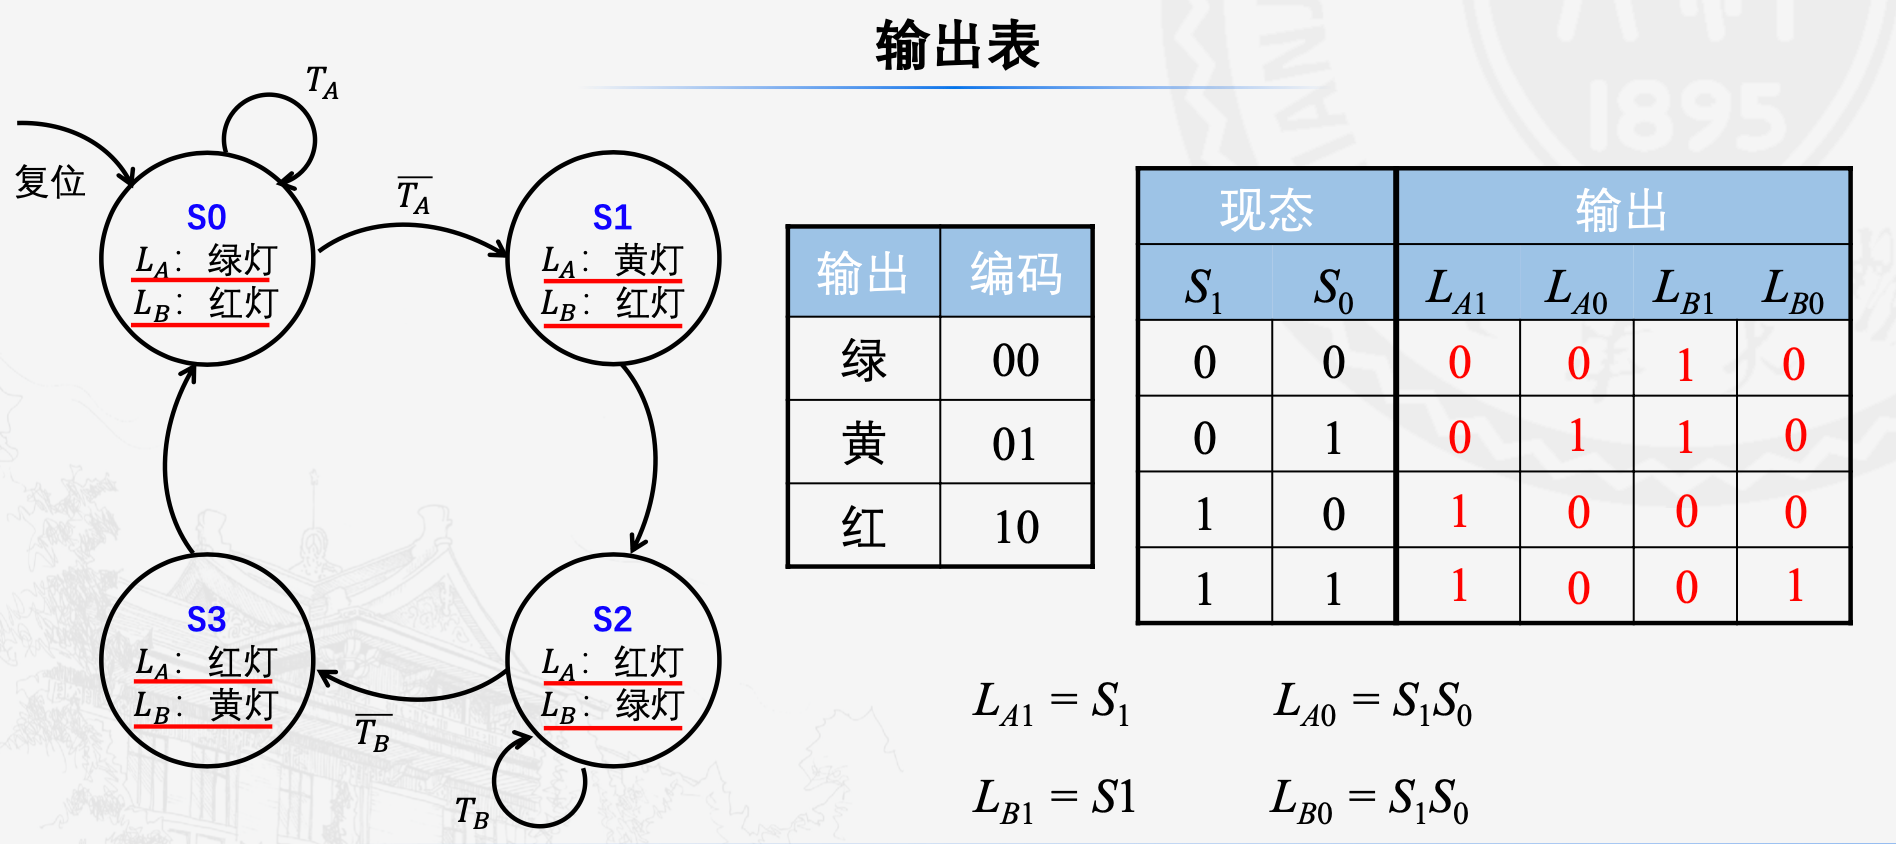 输出表
1895
T_A
复位
S0
L_A: 绿灯
L_B: 红灯
\overline{T_A}
S1
L_A: 黄灯
L_B: 红灯
S3
L_A: 红灯
L_B: 黄灯
\overline{T_B}
S2
L_A: 红灯
L_B: 绿灯
T_B
输出 编码
绿 00
黄 01
红 10
现态 输出
S_1 S_0 L_{A1} L_{A0} L_{B1} L_{B0}
0 0 0 0 1 0
0 1 0 1 1 0
1 0 1 0 0 0
1 1 1 0 0 1
L_{A1} = S_1 L_{A0} = S_1S_0
L_{B1} = S1 L_{B0} = S_1S_0